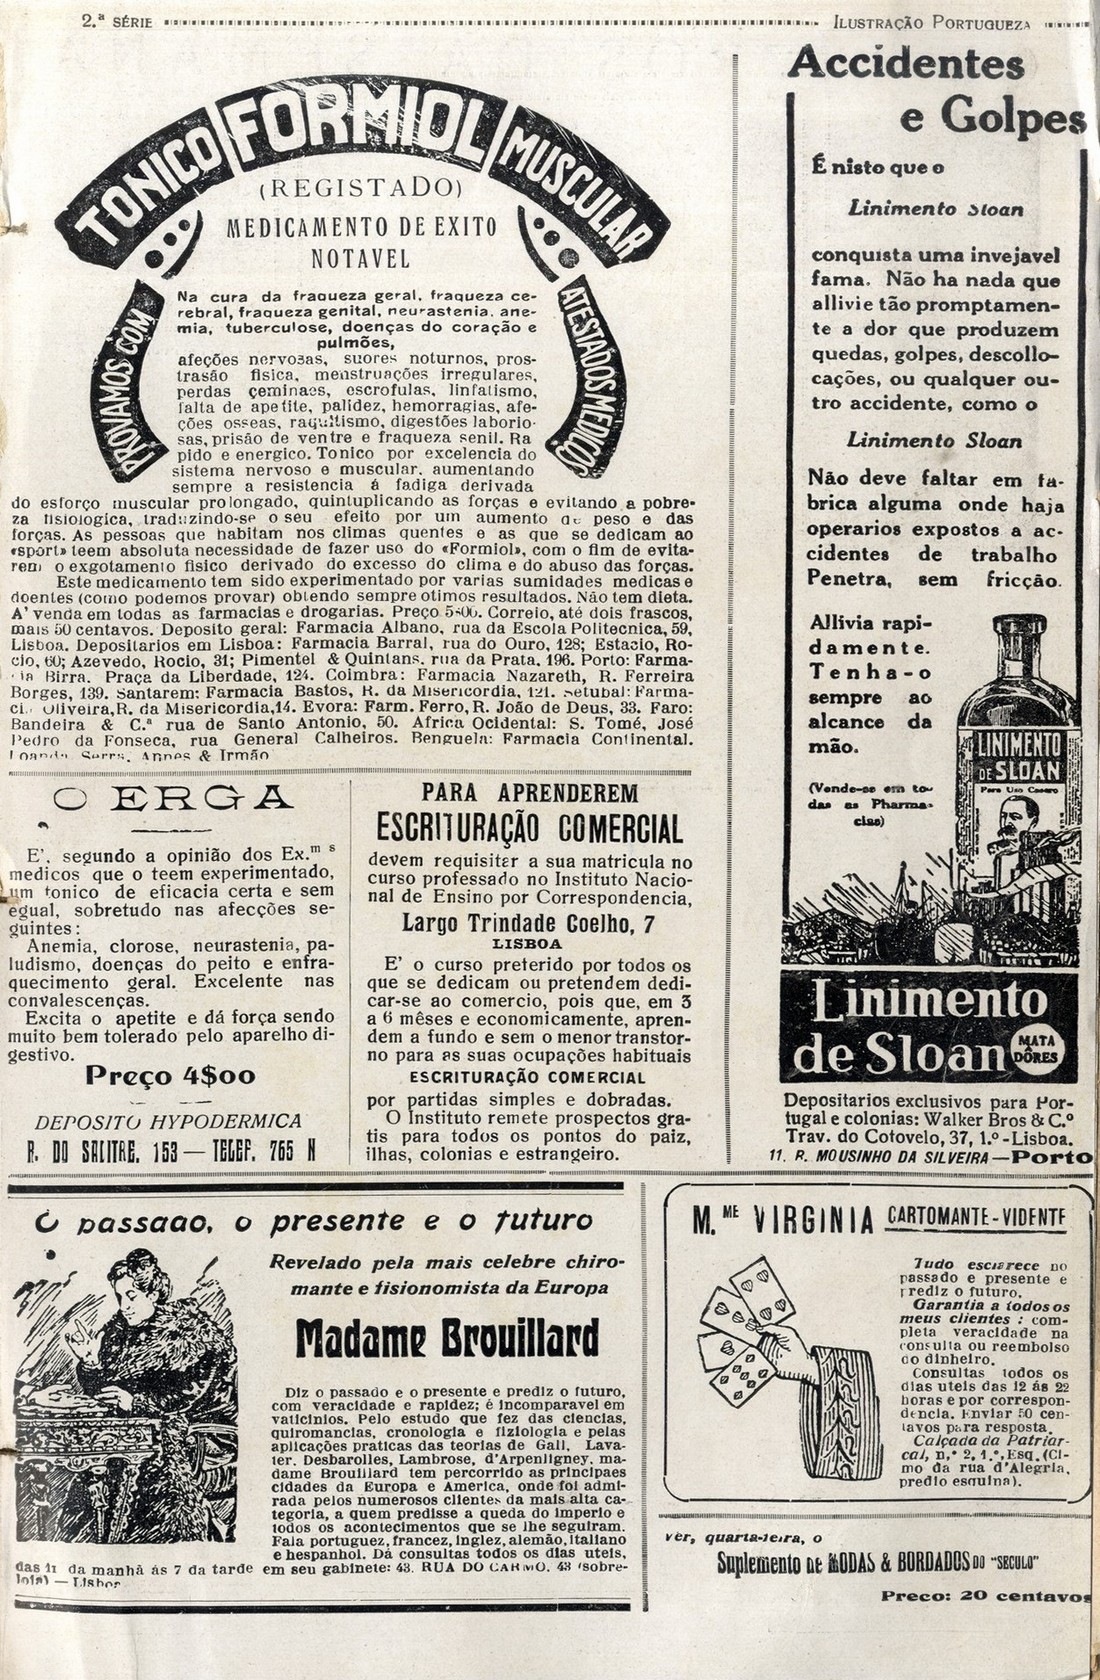 2.ª SÉRIE
ILUSTRAÇÃO PORTUGUEZA
TONICO FORMIOL MUSCULAR
(REGISTADO)
MEDICAMENTO DE EXITO
NOTAVEL
PROVAMOS COM
ATESTADOS MEDICOS
Na cura da fraqueza geral, fraqueza ce-
rebral, fraqueza genital, neurastenia, ane-
mia, tuberculose, doenças do coração e
pulmões,
afeções nervosas, suores noturnos, pros-
trasão fisica, menstruações irregulares,
perdas çeminaes, escrofulas, linfatismo,
falta de apetite, palidez, hemorragias, afe-
ções osseas, raquitismo, digestões laborio-
sas, prisão de ventre e fraqueza senil. Ra
pido e energico. Tonico por excelencia do
sistema nervoso e muscular, aumentando
sempre a resistencia á fadiga derivada
do esforço muscular prolongado, quintuplicando as forças e evitando a pobre-
za fisiologica, traduzindo-se o seu efeito por um aumento de peso e das
forças. As pessoas que habitam nos climas quentes e as que se dedicam ao
«sport» teem absoluta necessidade de fazer uso do «Formiol», com o fim de evita-
rem o exgotamento fisico derivado do excesso do clima e do abuso das forças.
Este medicamento tem sido experimentado por varias sumidades medicas e
doentes (como podemos provar) obtendo sempre otimos resultados. Não tem dieta.
A' venda em todas as farmacias e drogarias. Preço 5$00. Correio, até dois frascos,
mais 50 centavos. Deposito geral: Farmacia Albano, rua da Escola Politecnica, 59,
Lisboa. Depositarios em Lisboa: Farmacia Barral, rua do Ouro, 128; Estacio, Ro-
cio, 60; Azevedo, Rocio, 31; Pimentel & Quintans, rua da Prata, 196. Porto: Farma-
cia Birra. Praça da Liberdade, 124. Coimbra: Farmacia Nazareth, R. Ferreira
Borges, 139. Santarem: Farmacia Bastos, R. da Misericordia, 121. Setubal: Farma-
cia Oliveira, R. da Misericordia, 14. Evora: Farm. Ferro, R. João de Deus, 33. Faro:
Bandeira & C.ª rua de Santo Antonio, 50. Africa Ocidental: S. Tomé, José
Pedro da Fonseca, rua General Calheiros. Benguela: Farmacia Continental.
Loanda, Serra, & Irmão
O ERGA
E', segundo a opinião dos Ex.mºs
medicos que o teem experimentado,
um tonico de eficacia certa e sem
egual, sobretudo nas afecções se-
guintes:
Anemia, clorose, neurastenia, pa-
ludismo, doenças do peito e enfra-
quecimento geral. Excelente nas
convalescenças.
Excita o apetite e dá força sendo
muito bem tolerado pelo aparelho di-
gestivo.
Preço 4$00
DEPOSITO HYPODERMICA
R. DO SALITRE, 153 — TELEF. 765 N
PARA APRENDEREM
ESCRITURAÇÃO COMERCIAL
devem requisitar a sua matricula no
curso professado no Instituto Nacio-
nal de Ensino por Correspondencia,
Largo Trindade Coelho, 7
LISBOA
E' o curso preterido por todos os
que se dedicam ou pretendem dedi-
car-se ao comercio, pois que, em 3
a 6 mêses e economicamente, apren-
dem a fundo e sem o menor transtor-
no para as suas ocupações habituais
ESCRITURAÇÃO COMERCIAL
por partidas simples e dobradas.
O Instituto remete prospectos gra-
tis para todos os pontos do paiz,
ilhas, colonias e estrangeiro.
Accidentes
e Golpes
É nisto que o
Linimento Sloan
conquista uma invejavel
fama. Não ha nada que
allivie tão promptamen-
te a dor que produzem
quedas, golpes, descollo-
cações, ou qualquer ou-
tro accidente, como o
Linimento Sloan
Não deve faltar em fa-
brica alguma onde haja
operarios expostos a ac-
cidentes de trabalho
Penetra, sem fricção.
Allivia rapi-
damente.
Tenha-o
sempre ao
alcance da
mão.
(Vende-se em to-
das as Pharma-
cias)
LINIMENTO
DE SLOAN
Para Uso Casero
Linimento
de Sloan
MATA
DÔRES
Depositarios exclusivos para Por-
tugal e colonias: Walker Bros & C.º
Trav. do Cotovelo, 37, 1.º-Lisboa.
11, R. MOUSINHO DA SILVEIRA—Porto
O passado, o presente e o futuro
Revelado pela mais celebre chiro-
mante e fisionomista da Europa
Madame Brouillard
Diz o passado e o presente e prediz o futuro,
com veracidade e rapidez; é incomparavel em
vaticinios. Pelo estudo que fez das ciencias,
quiromancias, cronologia e fiziologia e pelas
aplicações praticas das teorias de Gall, Lava-
ter, Desbarolles, Lambrose, d'Arpenligney, ma-
dame Brouillard tem percorrido as principaes
cidades da Europa e America, onde foi admi-
rada pelos numerosos clientes da mais alta ca-
tegoria, a quem predisse a queda do imperio e
todos os acontecimentos que se lhe seguiram.
Fala portuguez, francez, inglez, alemão, italiano
e hespanhol. Dá consultas todos os dias uteis,
das 11 da manhã ás 7 da tarde em seu gabinete: 43, RUA DO CARMO, 43 (sobre-
loja) — Lisboa
M.ME VIRGINIA CARTOMANTE-VIDENTE
Tudo esclarece no
passado e presente e
prediz o futuro.
Garantia a todos os
meus clientes: com-
pleta veracidade na
consulta ou reembolso
do dinheiro.
Consultas todos os
dias uteis das 12 ás 22
horas e por correspon-
dencia. Enviar 50 cen-
tavos para resposta.
Calçada da Patriar-
cal, n.º 2, 1.º, Esq. (Ci-
mo da rua d'Alegria,
predio esquina).
Ver, quarta-feira, o
Suplemento DE MODAS & BORDADOS DO "SECULO"
Preco: 20 centavos